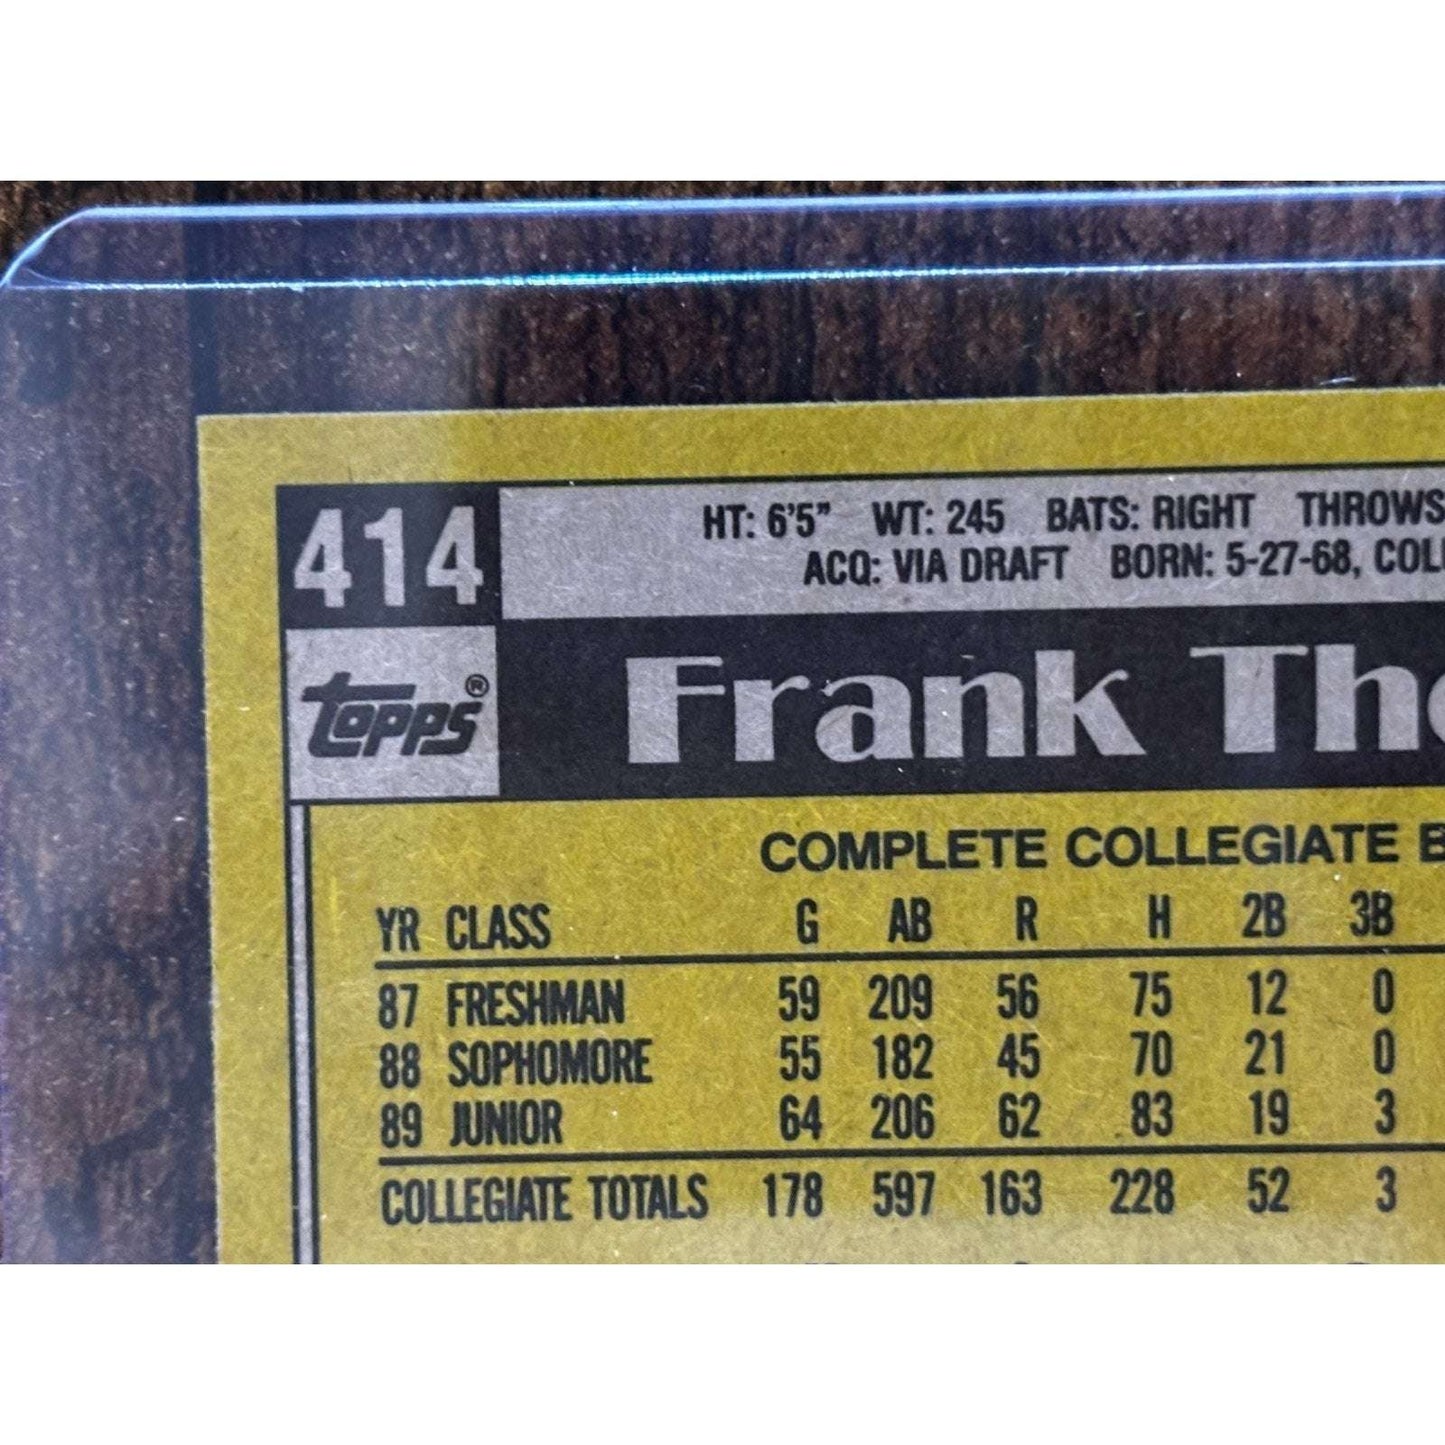 414
HT: 6'5" WT: 245 BATS: RIGHT THROWS
ACQ: VIA DRAFT BORN: 5-27-68, COL
topps®
Frank Th
COMPLETE COLLEGIATE B
YR CLASS G AB R H 2B 3B
87 FRESHMAN 59 209 56 75 12 0
88 SOPHOMORE 55 182 45 70 21 0
89 JUNIOR 64 206 62 83 19 3
COLLEGIATE TOTALS 178 597 163 228 52 3